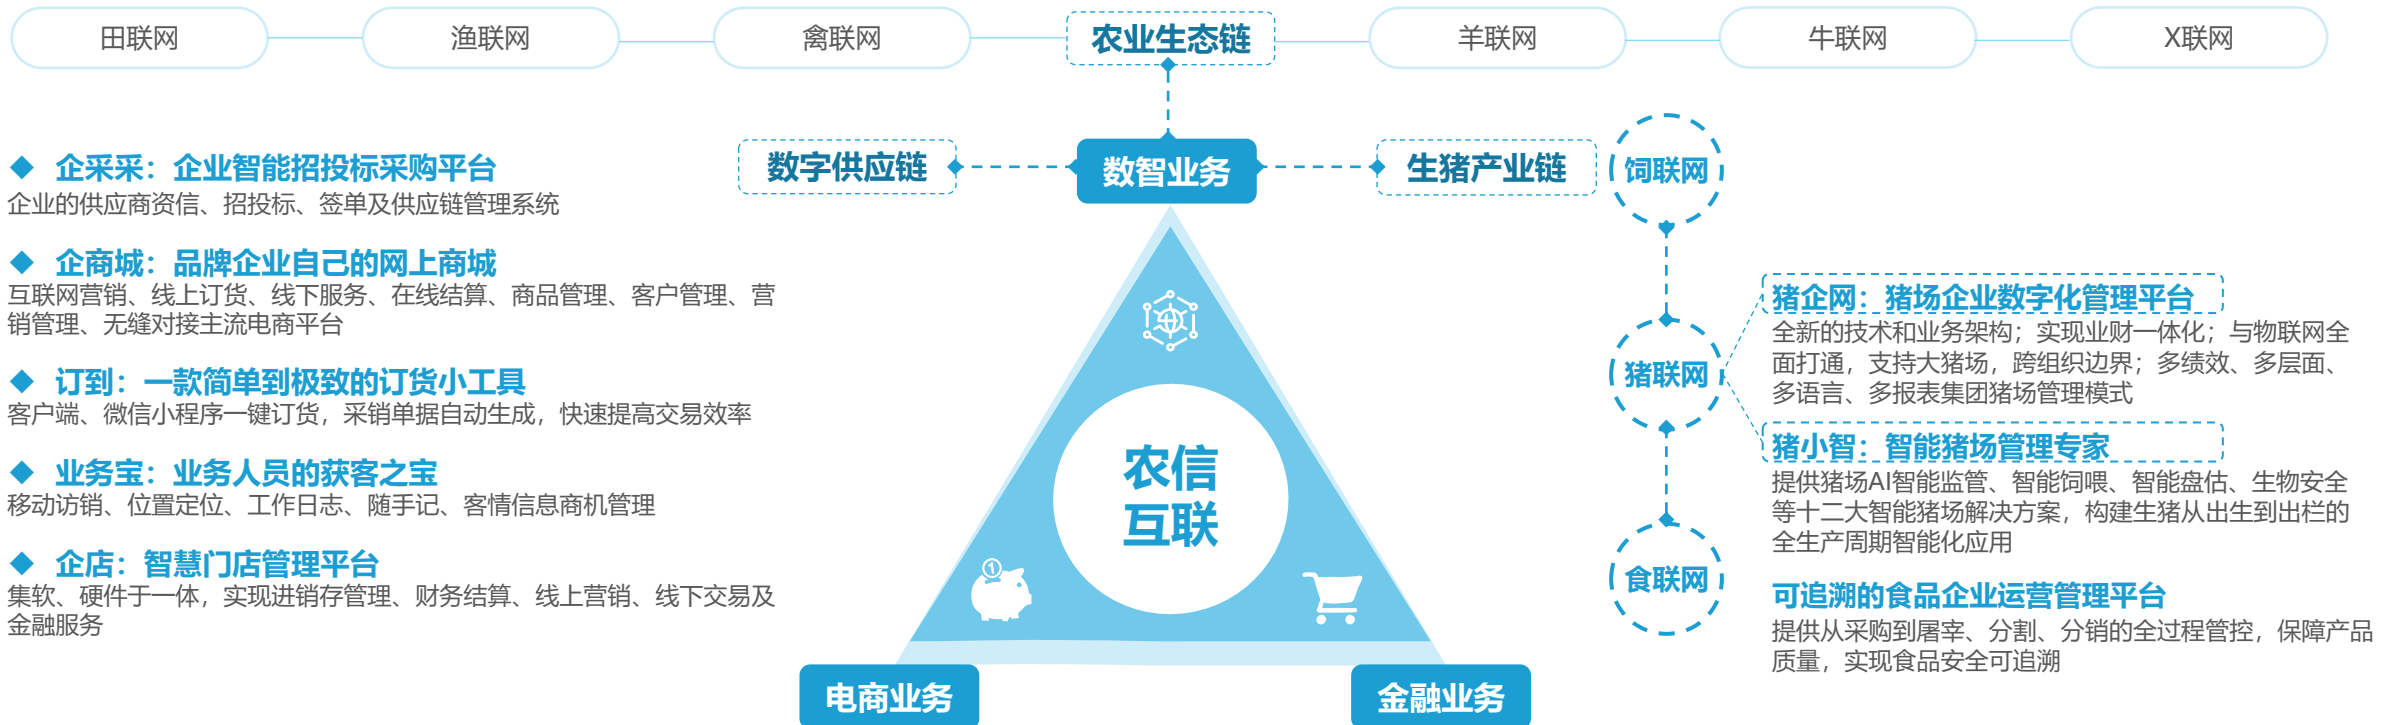 田联网
渔联网
禽联网
农业生态链
羊联网
牛联网
X联网
数字供应链
数智业务
生猪产业链
◆ 企采采：企业智能招投标采购平台
企业的供应商资信、招投标、签单及供应链管理系统
◆ 企商城：品牌企业自己的网上商城
互联网营销、线上订货、线下服务、在线结算、商品管理、客户管理、营
销管理、无缝对接主流电商平台
◆ 订到：一款简单到极致的订货小工具
客户端、微信小程序一键订货，采销单据自动生成，快速提高交易效率
◆ 业务宝：业务人员的获客之宝
移动访销、位置定位、工作日志、随手记、客情信息商机管理
◆ 企店：智慧门店管理平台
集软、硬件于一体，实现进销存管理、财务结算、线上营销、线下交易及
金融服务
农信
互联
1
电商业务
金融业务
饲联网
猪联网
食联网
猪企网：猪场企业数字化管理平台
全新的技术和业务架构；实现业财一体化；与物联网全
面打通，支持大猪场，跨组织边界；多绩效、多层面、
多语言、多报表集团猪场管理模式
猪小智：智能猪场管理专家
提供猪场AI智能监管、智能饲喂、智能盘估、生物安全
等十二大智能猪场解决方案，构建生猪从出生到出栏的
全生产周期智能化应用
可追溯的食品企业运营管理平台
提供从采购到屠宰、分割、分销的全过程管控，保障产品
质量，实现食品安全可追溯